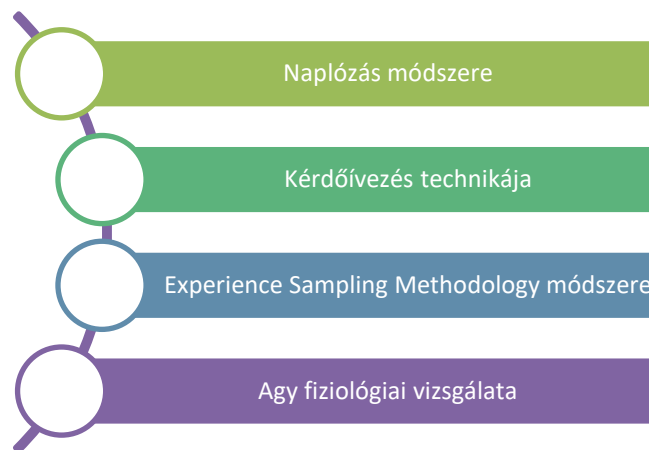 Naplózás módszere
Kérdőívezés technikája
Experience Sampling Methodology módszere
Agy fiziológiai vizsgálata